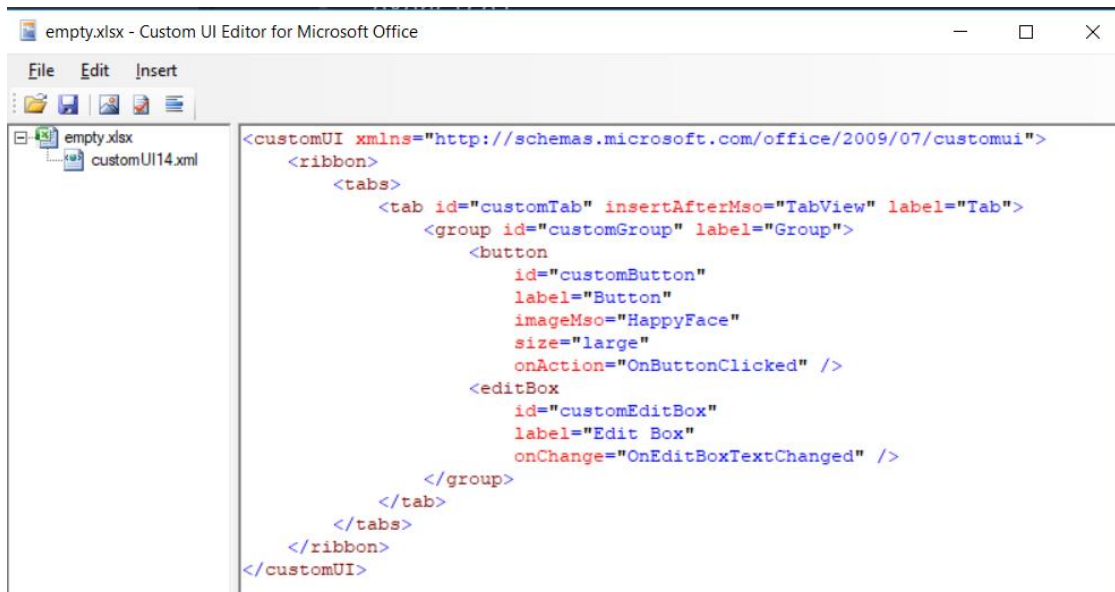 empty.xlsx - Custom UI Editor for Microsoft Office
File Edit Insert
empty.xlsx
customUI14.xml
<customUI xmlns="http://schemas.microsoft.com/office/2009/07/customui">
<ribbon>
<tabs>
<tab id="customTab" insertAfterMso="TabView" label="Tab">
<group id="customGroup" label="Group">
<button
id="customButton"
label="Button"
imageMso="HappyFace"
size="large"
onAction="OnButtonClicked" />
<editBox
id="customEditBox"
label="Edit Box"
onChange="OnEditBoxTextChanged" />
</group>
</tab>
</tabs>
</ribbon>
</customUI>